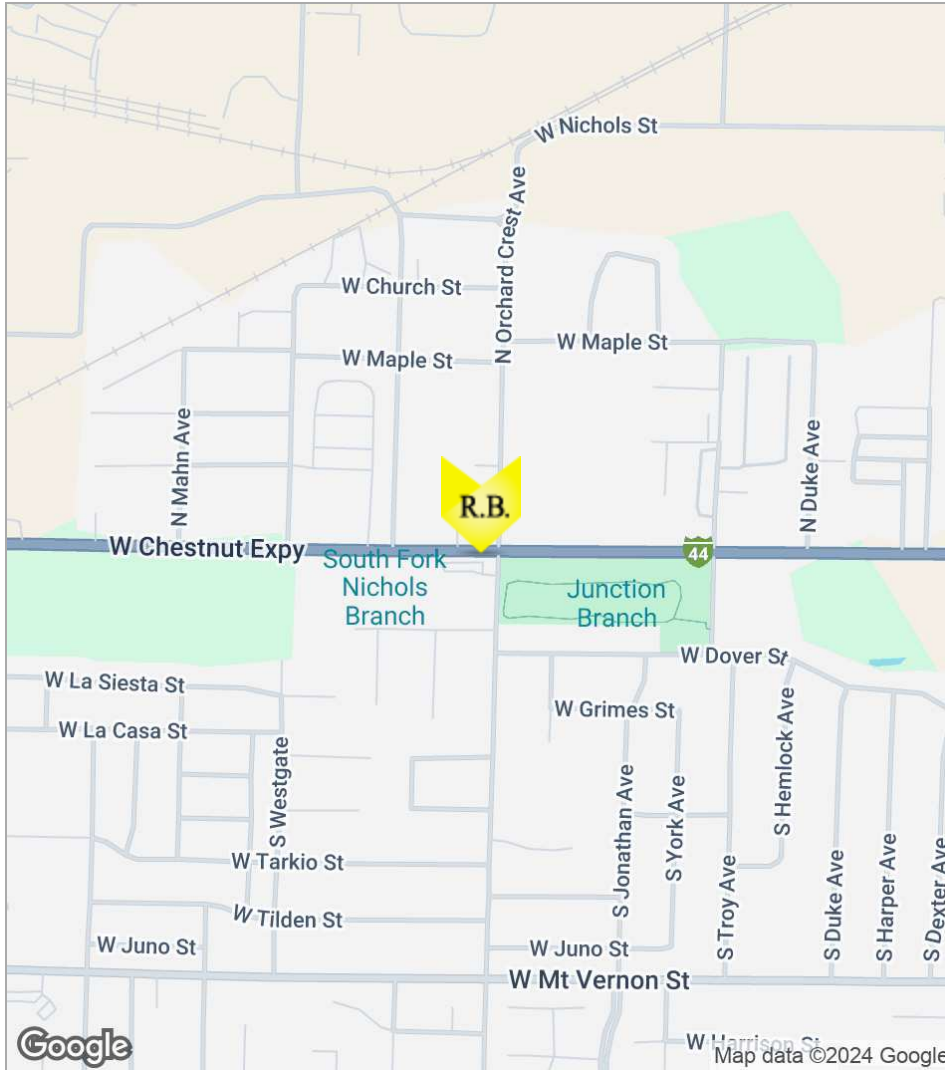 W Nichols St
N Orchard Crest Ave
W Church St
W Maple St
W Maple St
N Mahn Ave
N Duke Ave
R.B.
W Chestnut Expy
44
South Fork
Nichols
Branch
Junction
Branch
W Dover St
W La Siesta St
W Grimes St
W La Casa St
S Westgate
S Jonathan Ave
S York Ave
S Troy Ave
S Hemlock Ave
S Duke Ave
S Harper Ave
S Dexter Ave
W Tarkio St
W Tilden St
W Juno St
W Juno St
W Mt Vernon St
W Harrison St
Google
Map data ©2024 Google